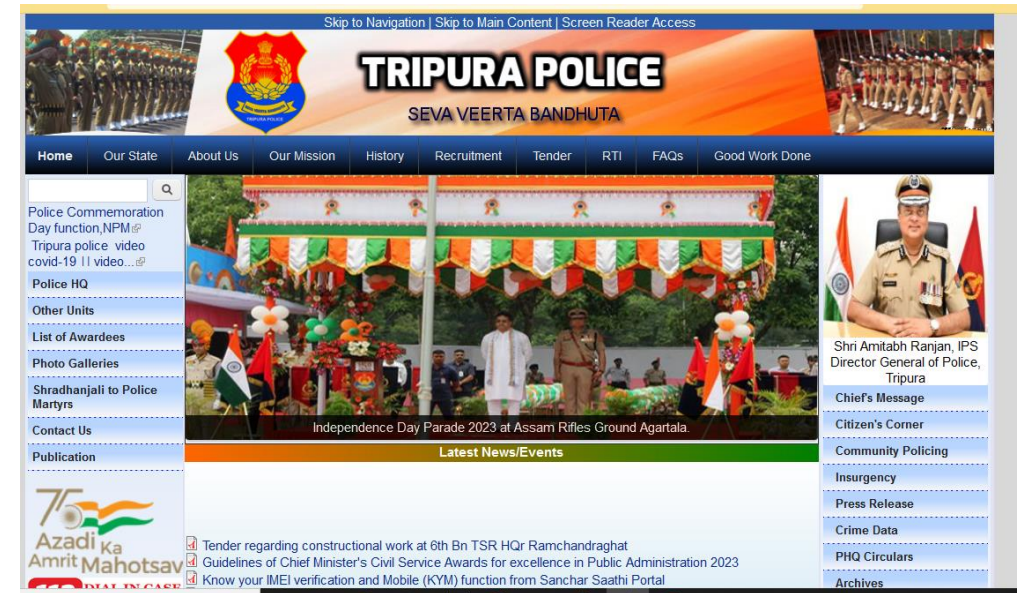 Skip to Navigation | Skip to Main Content | Screen Reader Access
TRIPURA POLICE
SEVA VEERTA BANDHUTA
TRIPURA POLICE
Home Our State About Us Our Mission History Recruitment Tender RTI FAQs Good Work Done
Police Commemoration
Day function,NPM
Tripura police video
covid-19 II video...
Police HQ
Other Units
List of Awardees
Photo Galleries
Shradhanjali to Police
Martyrs
Contact Us
Publication
75
Azadi Ka
Amrit Mahotsav
DIAL IN CASE
Independence Day Parade 2023 at Assam Rifles Ground Agartala.
Latest News/Events
Tender regarding constructional work at 6th Bn TSR HQr Ramchandraghat
Guidelines of Chief Minister's Civil Service Awards for excellence in Public Administration 2023
Know your IMEI verification and Mobile (KYM) function from Sanchar Saathi Portal
Shri Amitabh Ranjan, IPS
Director General of Police,
Tripura
Chief's Message
Citizen's Corner
Community Policing
Insurgency
Press Release
Crime Data
PHQ Circulars
Archives